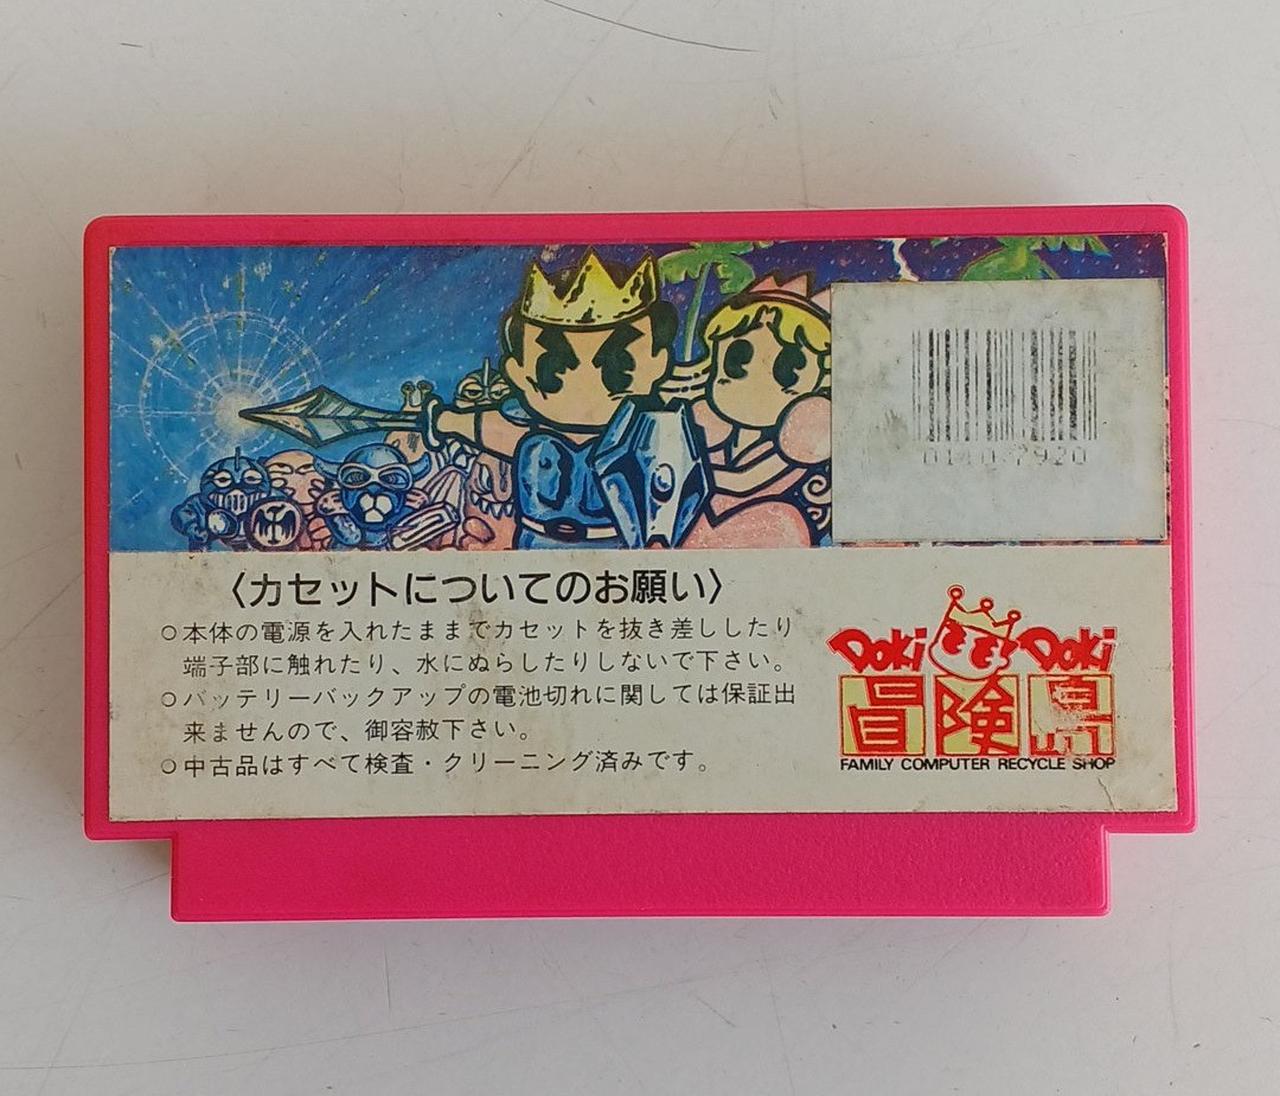 0140-7920
〈カセットについてのお願い〉
○本体の電源を入れたままでカセットを抜き差ししたり
端子部に触れたり、水にぬらしたりしないで下さい。
○バッテリーバックアップの電池切れに関しては保証出
来ませんので、御容赦下さい。
○中古品はすべて検査・クリーニング済みです。
DOKi DOKi
冒険島
FAMILY COMPUTER RECYCLE SHOP